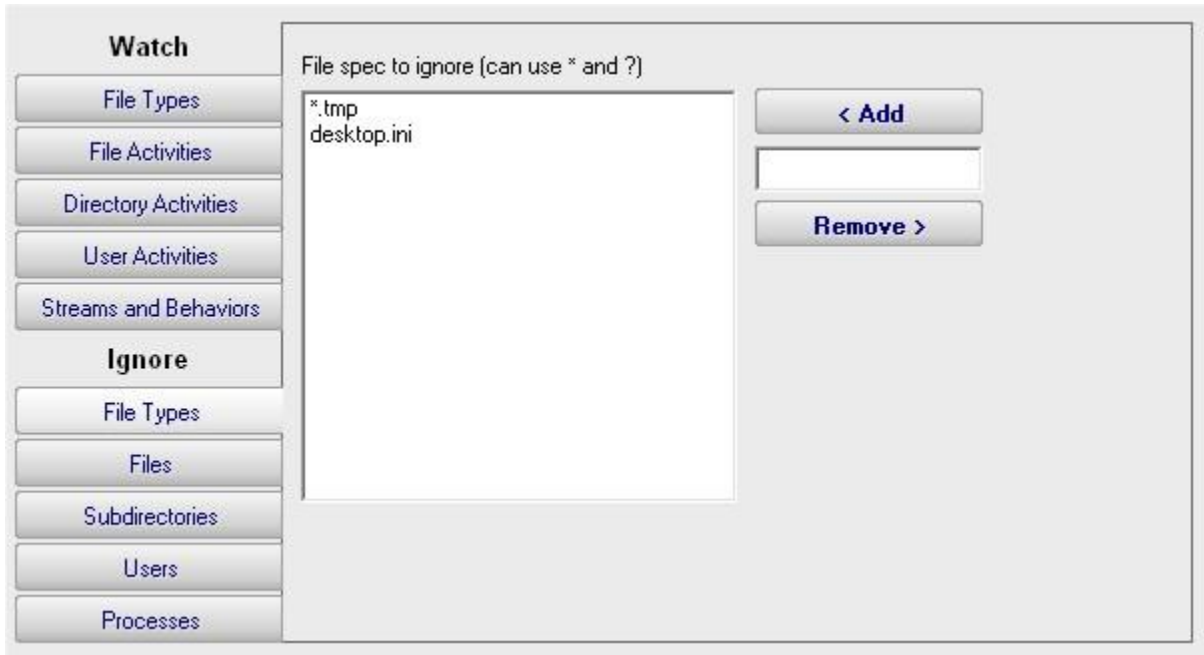 Watch
File Types
File Activities
Directory Activities
User Activities
Streams and Behaviors
Ignore
File Types
Files
Subdirectories
Users
Processes
File spec to ignore (can use * and ?)
*.tmp
desktop.ini
< Add
Remove >